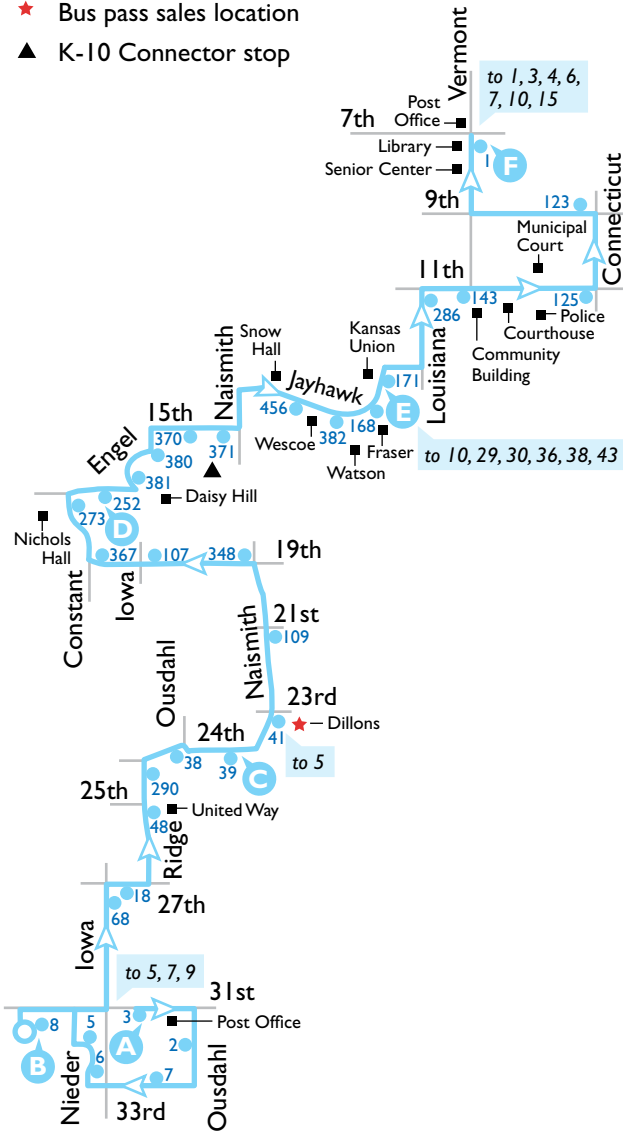 Bus pass sales location
K-10 Connector stop
Vermont
to 1, 3, 4, 6,
7, 10, 15
Post
Office
7th
Library
1
F
Senior Center
9th
123
Connecticut
Municipal
Court
11th
143
125
286
Police
Courthouse
Community
Building
Louisiana
Kansas
Union
Snow
Hall
Naismith
Jayhawk
171
E
456
168
382
Wescoe
Fraser
Watson
to 10, 29, 30, 36, 38, 43
15th
370
371
Engel
380
381
Daisy Hill
252
273
D
Nichols
Hall
367
107
348
19th
Constant
Iowa
21st
109
Naismith
23rd
Dillons
41
to 5
Ousdahl
24th
38
39
C
290
25th
United Way
48
Ridge
18
27th
68
Iowa
to 5, 7, 9
31st
3
Post Office
8
5
A
2
B
6
7
Nieder
33rd
Ousdahl